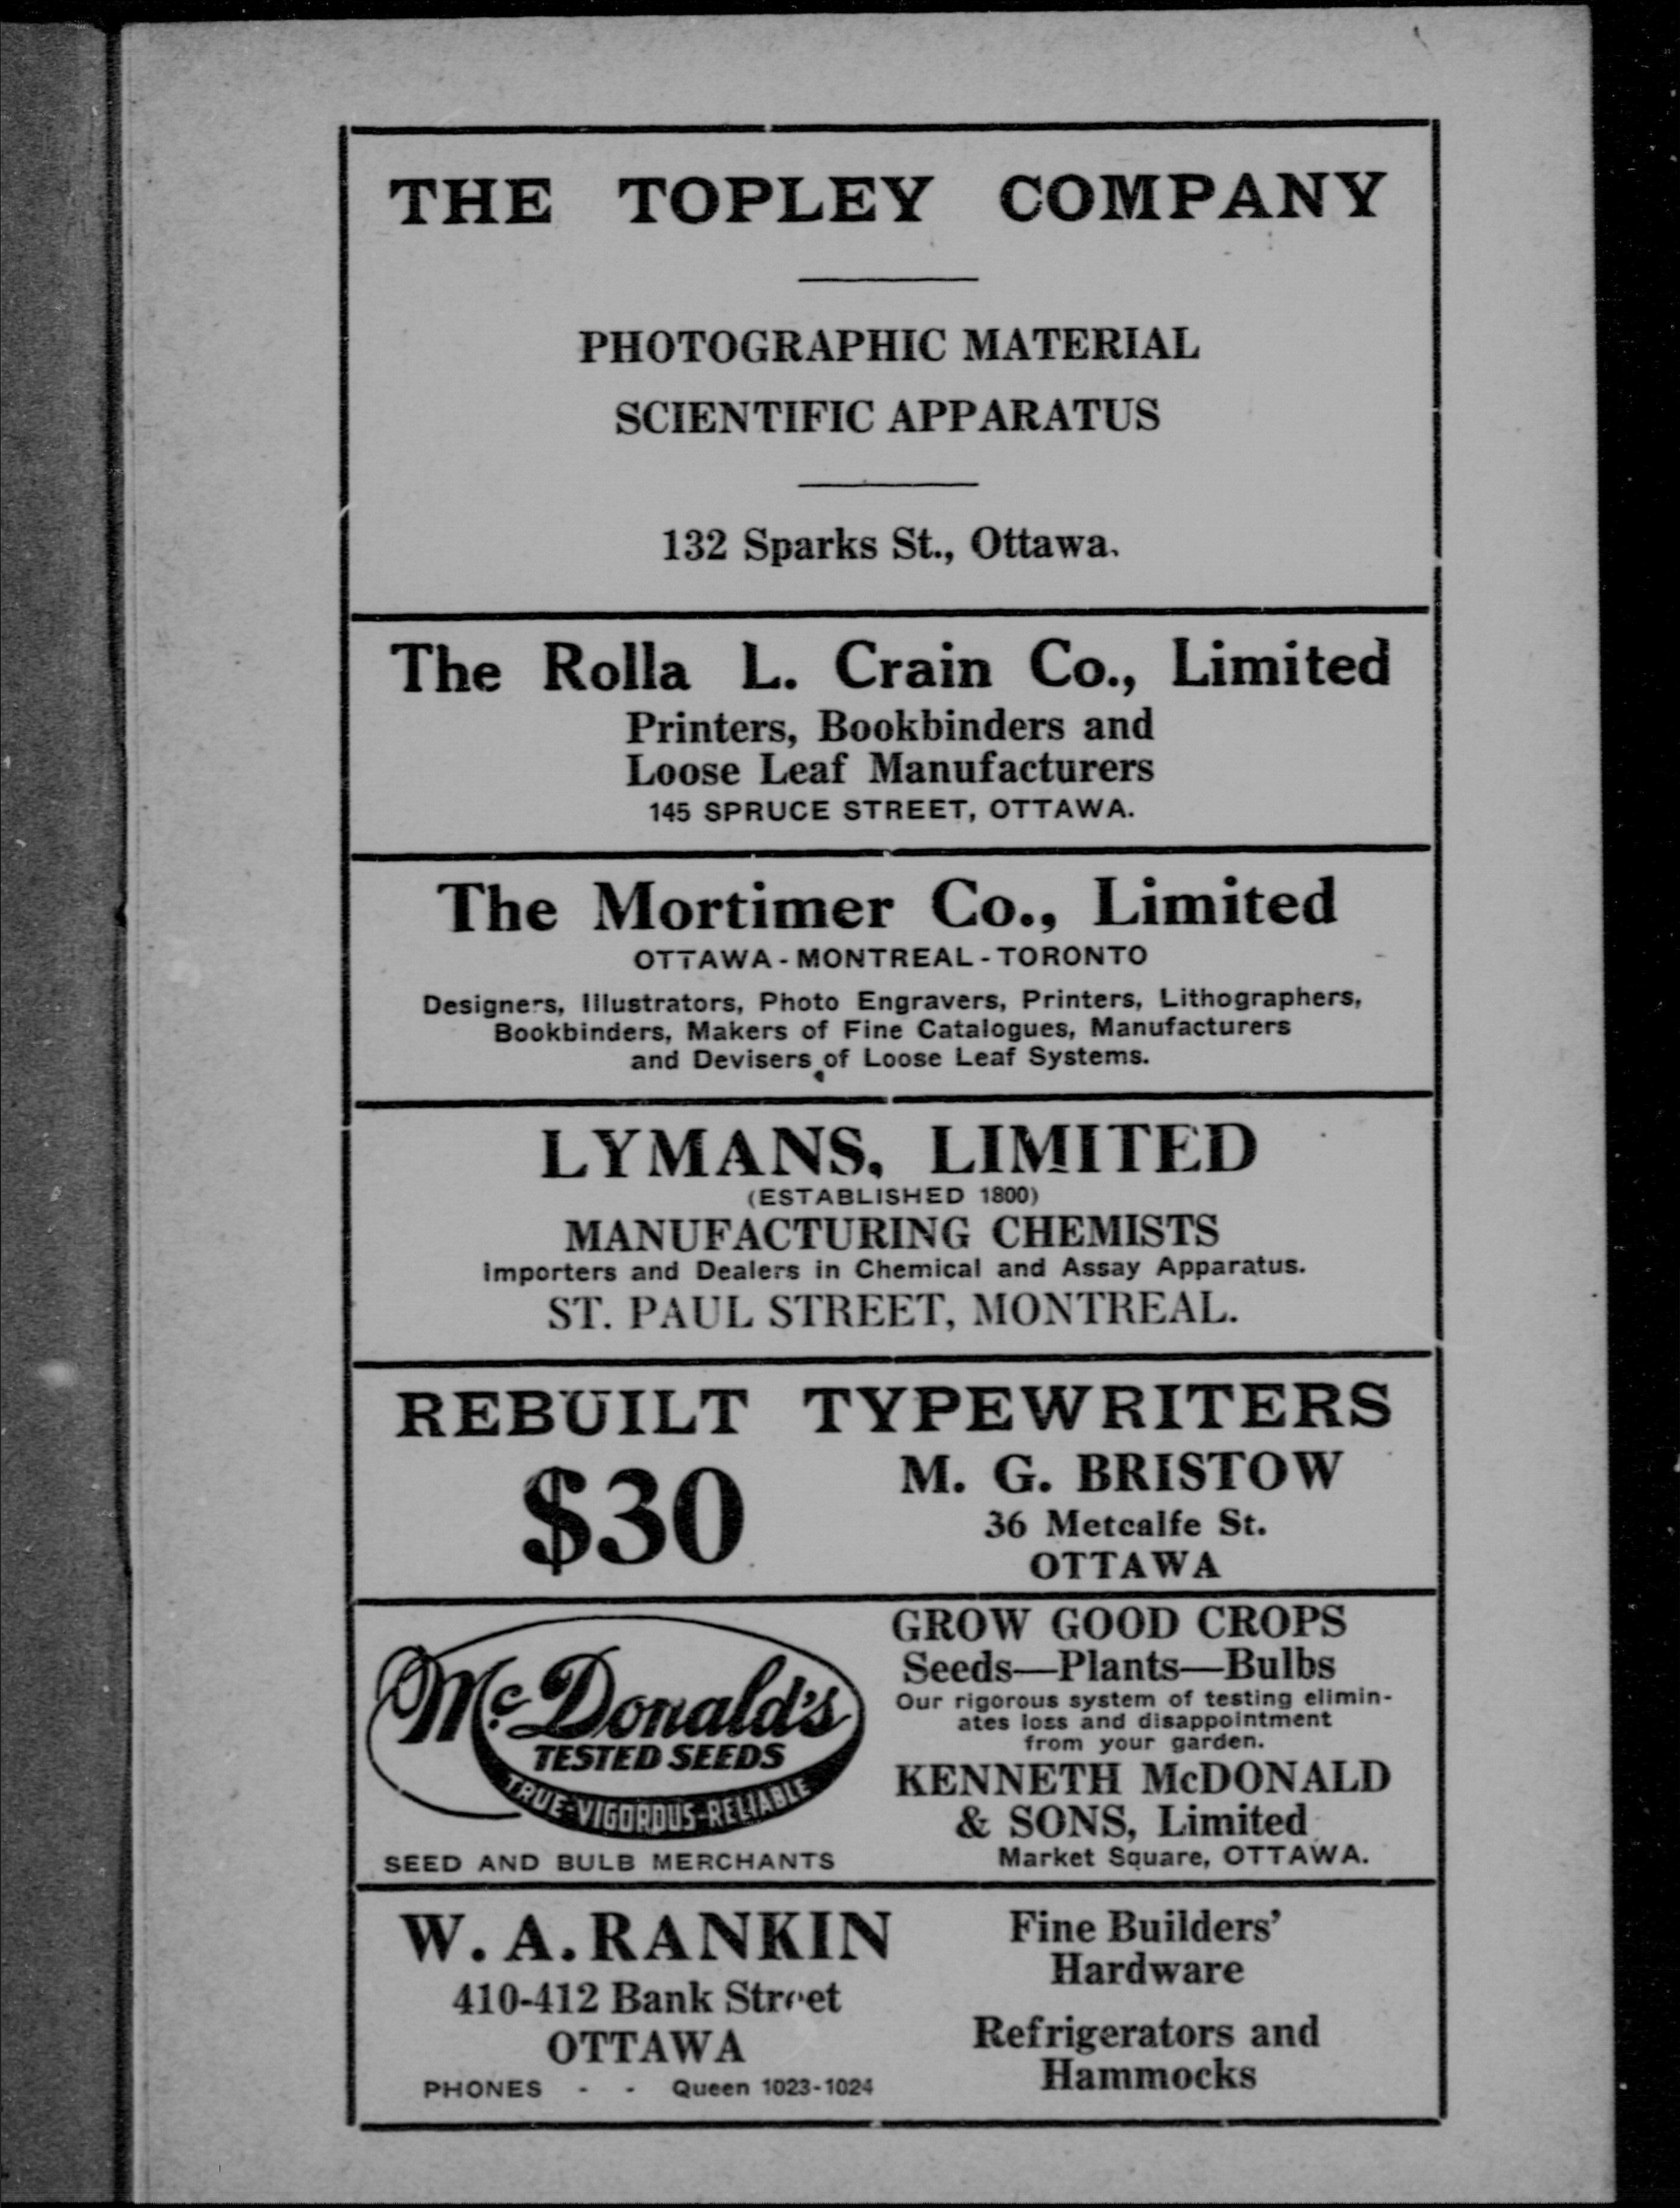 THE TOPLEY COMPANY
PHOTOGRAPHIC MATERIAL
SCIENTIFIC APPARATUS
132 Sparks St., Ottawa.
The Rolla L. Crain Co., Limited
Printers, Bookbinders and
Loose Leaf Manufacturers
145 SPRUCE STREET, OTTAWA.
The Mortimer Co., Limited
OTTAWA - MONTREAL - TORONTO
Designers, Illustrators, Photo Engravers, Printers, Lithographers,
Bookbinders, Makers of Fine Catalogues, Manufacturers
and Devisers of Loose Leaf Systems.
LYMANS, LIMITED
(ESTABLISHED 1800)
MANUFACTURING CHEMISTS
Importers and Dealers in Chemical and Assay Apparatus.
ST. PAUL STREET, MONTREAL.
REBUILT TYPEWRITERS
$30
M. G. BRISTOW
36 Metcalfe St.
OTTAWA
McDonald's
TESTED SEEDS
TRUE-VIGOROUS-RELIABLE
SEED AND BULB MERCHANTS
GROW GOOD CROPS
Seeds—Plants—Bulbs
Our rigorous system of testing elimin-
ates loss and disappointment
from your garden.
KENNETH McDONALD
& SONS, Limited
Market Square, OTTAWA.
W. A. RANKIN
410-412 Bank Street
OTTAWA
PHONES - - Queen 1023-1024
Fine Builders'
Hardware
Refrigerators and
Hammocks